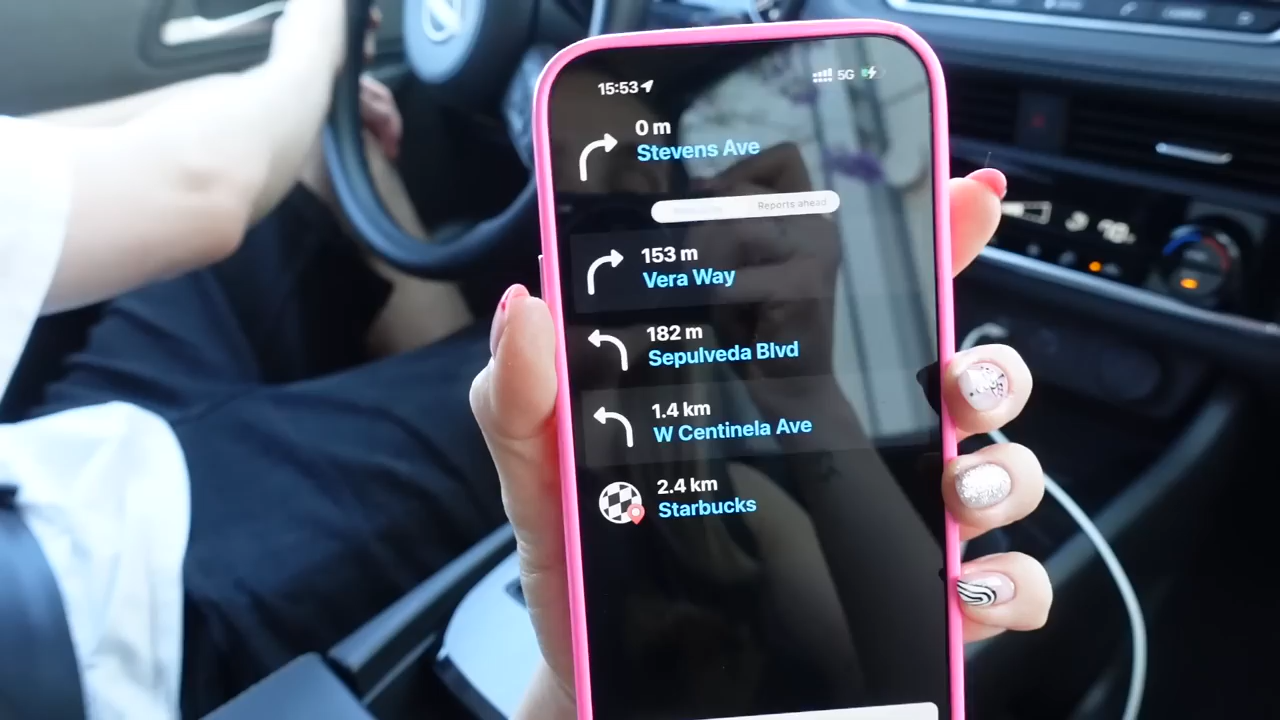 15:53
5G
0 m
Stevens Ave
Reports ahead
153 m
Vera Way
182 m
Sepulveda Blvd
1.4 km
W Centinela Ave
2.4 km
Starbucks